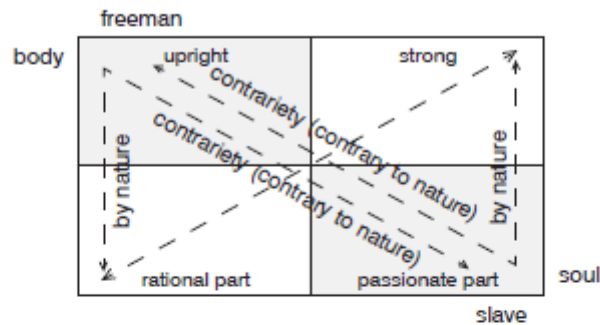 freeman
body
upright
strong
contrariety (contrary to nature)
contrariety (contrary to nature)
by nature
by nature
rational part
passionate part
soul
slave